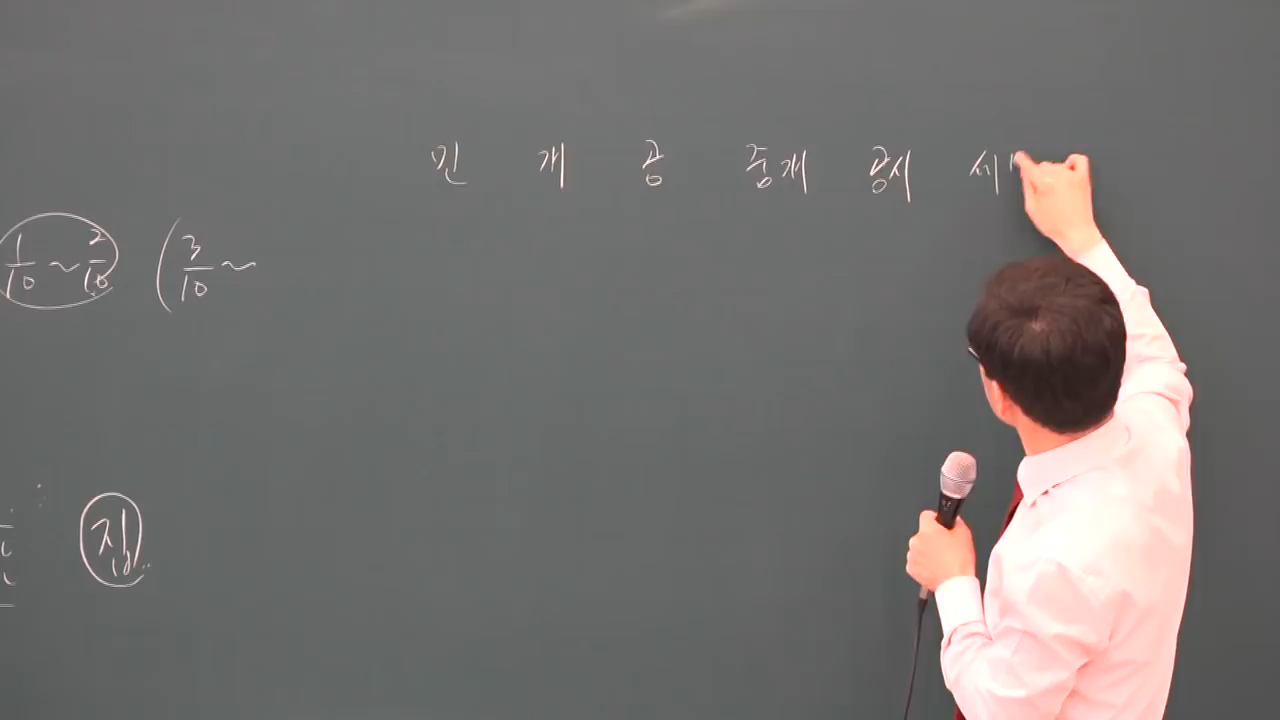 민 개 공 중개 공시 세
1/10 ~ 2/10 (3/10 ~
집